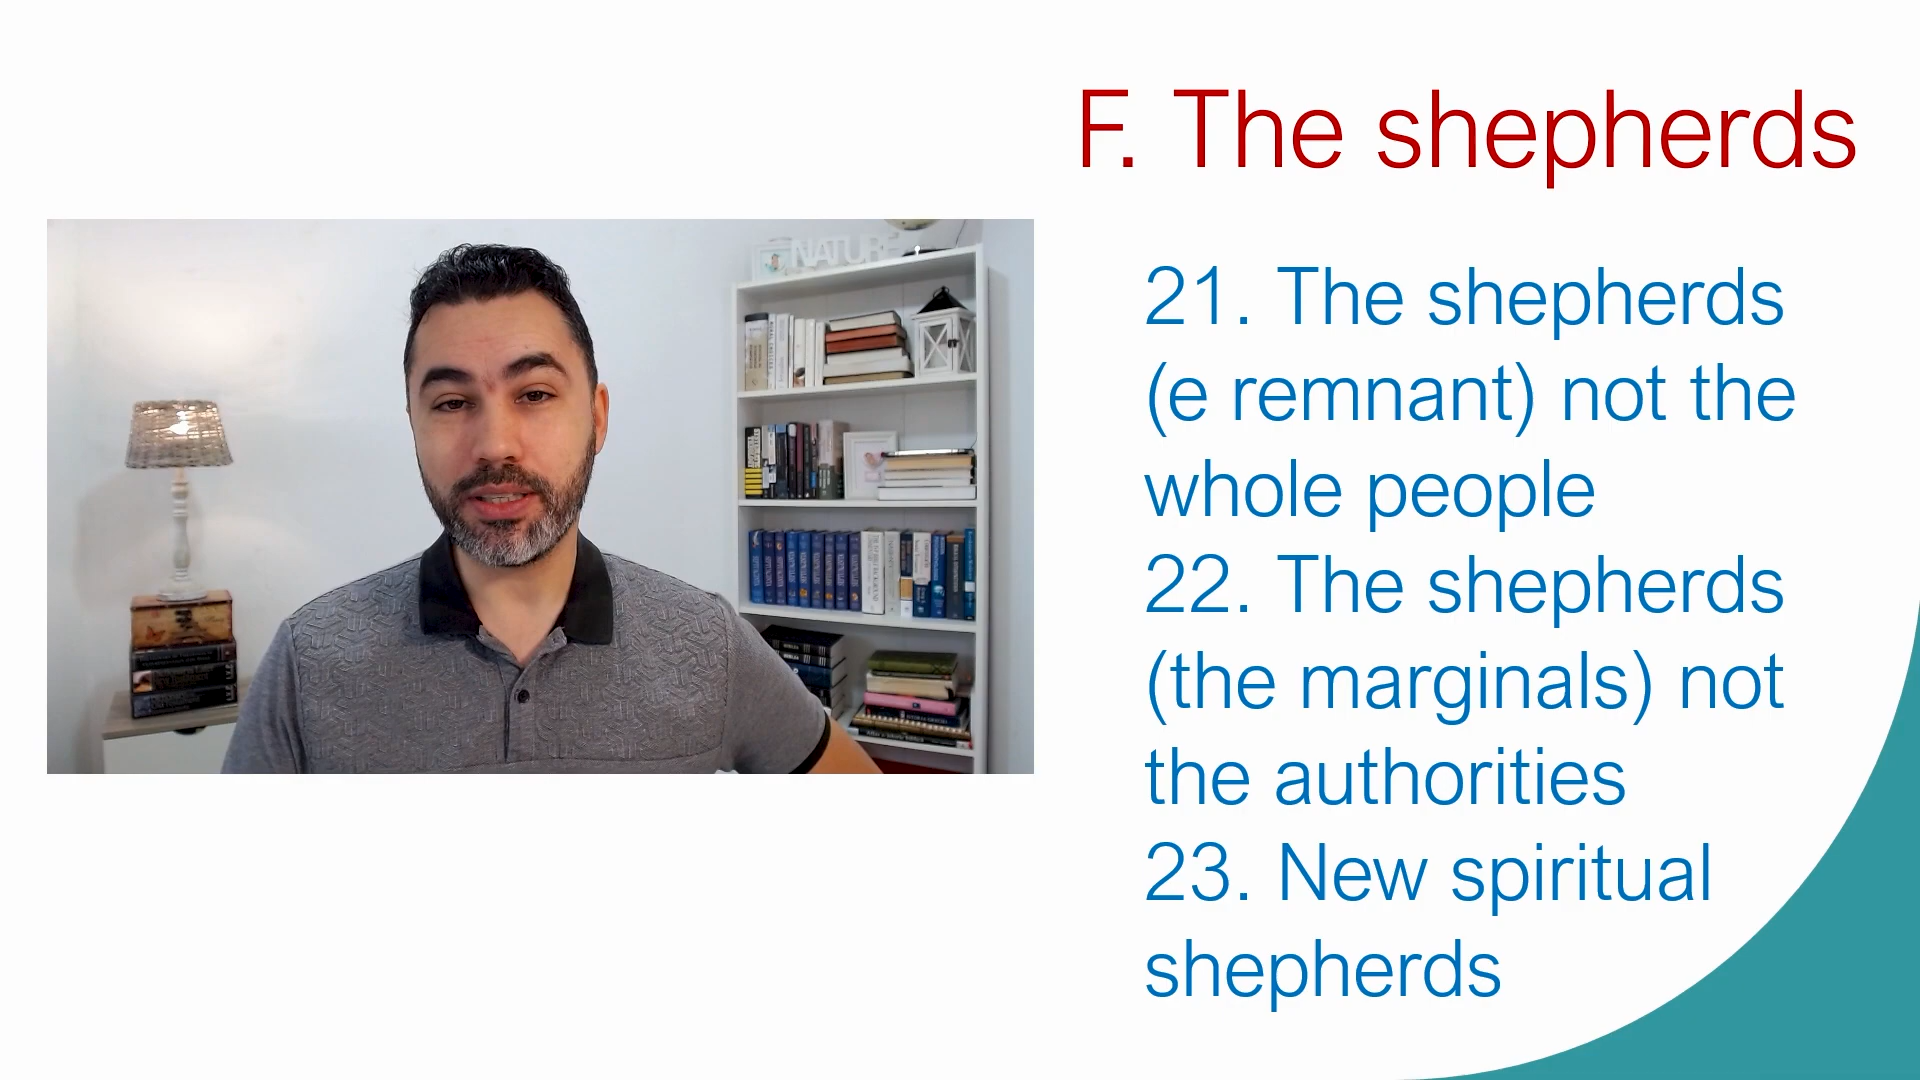 F. The shepherds
21. The shepherds
(e remnant) not the
whole people
22. The shepherds
(the marginals) not
the authorities
23. New spiritual
shepherds
NATURE